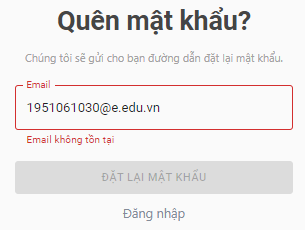 Quên mật khẩu?
Chúng tôi sẽ gửi cho bạn đường dẫn đặt lại mật khẩu.
Email
1951061030@e.edu.vn
Email không tồn tại
ĐẶT LẠI MẬT KHẨU
Đăng nhập